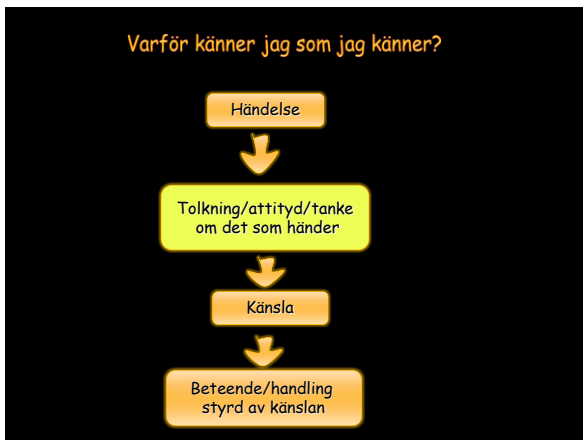 Varför känner jag som jag känner?
Händelse
Tolkning/attityd/tanke
om det som händer
Känsla
Beteende/handling
styrd av känslan